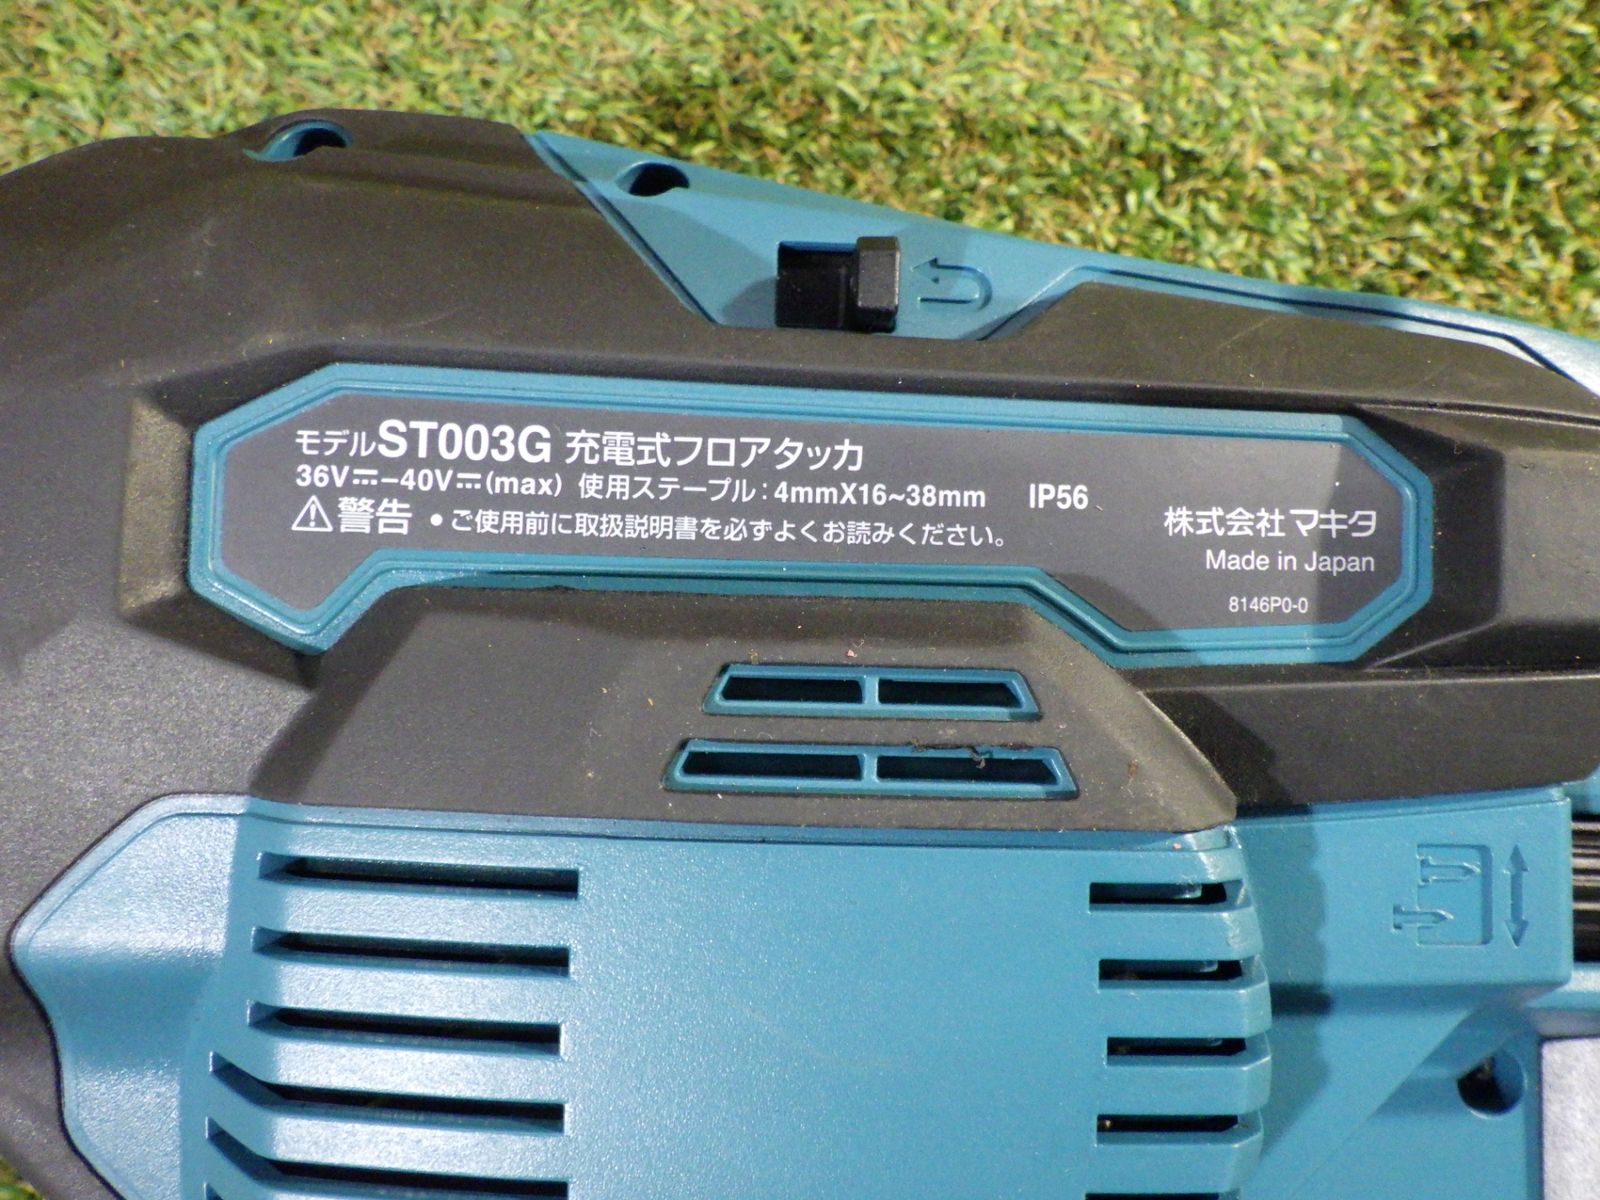 モデルST003G 充電式フロアタッカ
36V⎓-40V⎓(max) 使用ステープル:4mmX16~38mm IP56
⚠警告 ●ご使用前に取扱説明書を必ずよくお読みください。
株式会社マキタ
Made in Japan
8146P0-0